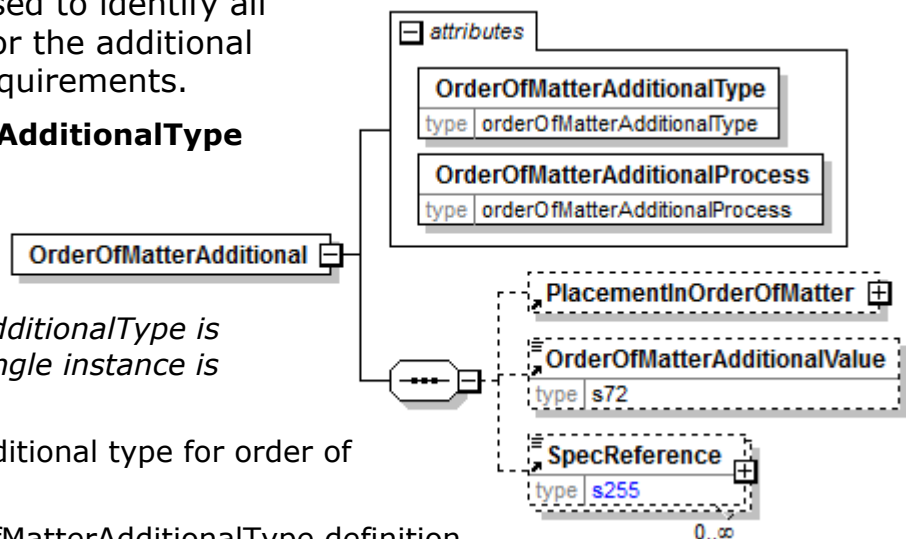 sed to identify all
or the additional
quirements.
AdditionalType
attributes
OrderOfMatterAdditionalType
type orderOfMatterAdditionalType
OrderOfMatterAdditionalProcess
type orderOfMatterAdditionalProcess
OrderOfMatterAdditional
dditionalType is
ngle instance is
ditional type for order of
fMatterAdditionalType definition
PlacementInOrderOfMatter
OrderOfMatterAdditionalValue
type s72
SpecReference
type s255
0..∞